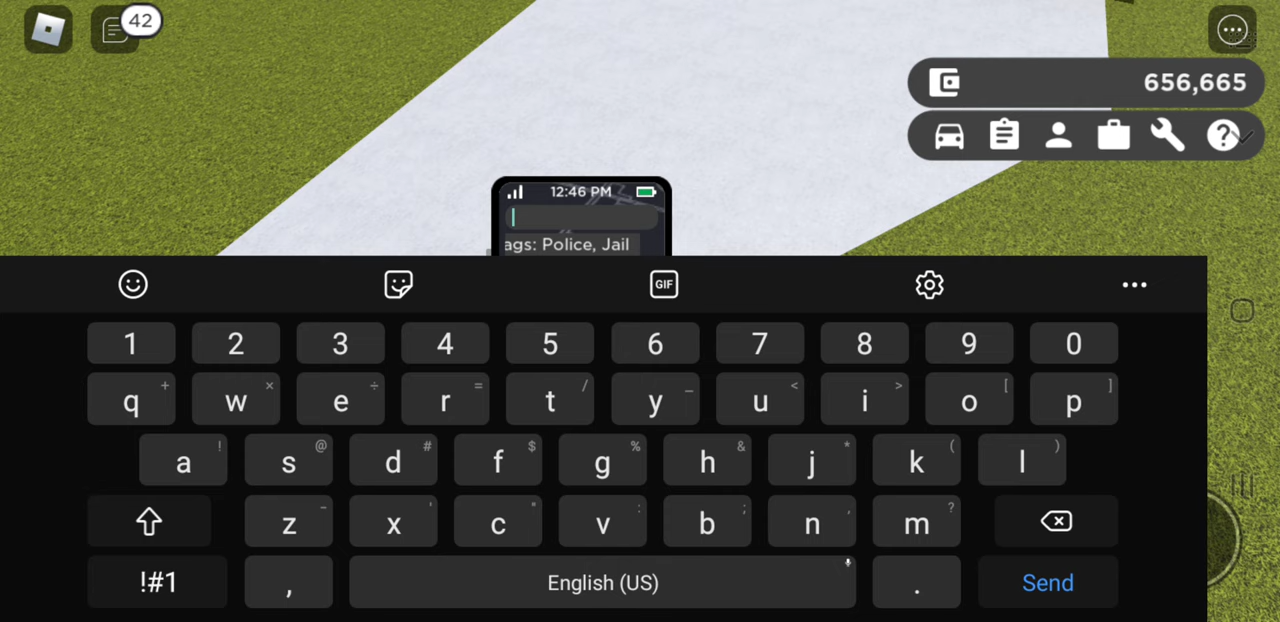 42
656,665
12:46 PM
ags: Police, Jail
GIF
1 2 3 4 5 6 7 8 9 0
q + w × e ÷ r = t / y _ u < i > o [ p ]
a ! s @ d # f $ g % h & j * k ( l )
z - x ' c " v : b ; n , m ?
!#1 , English (US) . Send